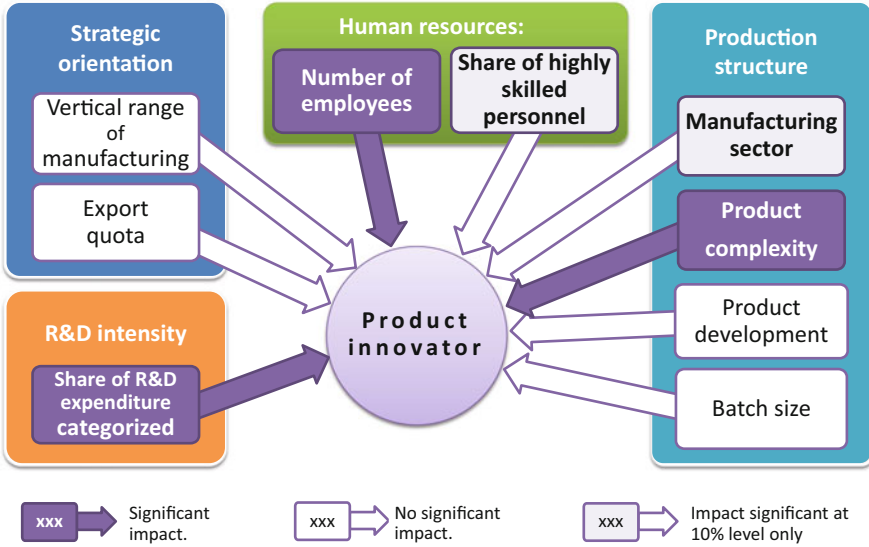 Strategic
orientation
Vertical range
of
manufacturing
Export
quota
Human resources:
Number of
employees
Share of highly
skilled
personnel
Production
structure
Manufacturing
sector
Product
complexity
Product
development
Batch size
R&D intensity
Share of R&D
expenditure
categorized
Product
innovator
xxx
Significant
impact.
xxx
No significant
impact.
xxx
Impact significant at
10% level only